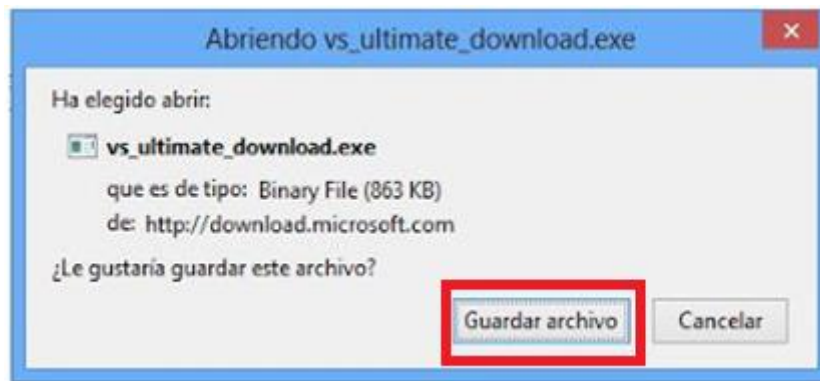 Abriendo vs_ultimate_download.exe
Ha elegido abrir:
vs_ultimate_download.exe
que es de tipo: Binary File (863 KB)
de: http://download.microsoft.com
¿Le gustaría guardar este archivo?
Guardar archivo Cancelar